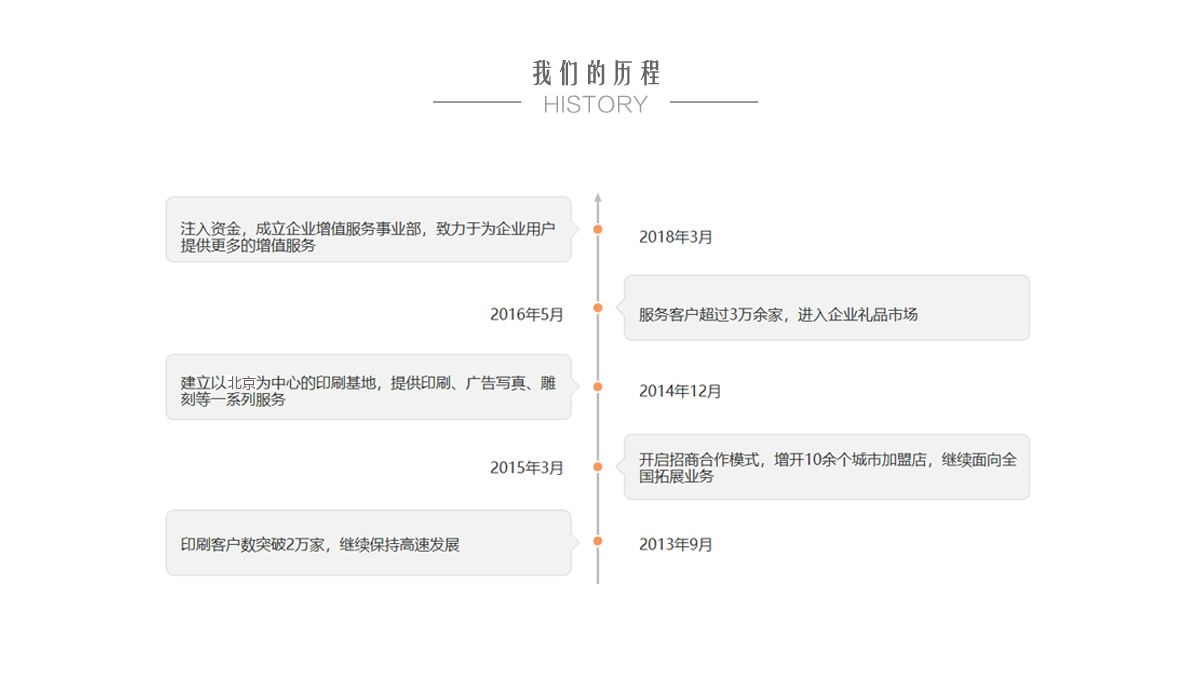 我们的历程
HISTORY
注入资金，成立企业增值服务事业部，致力于为企业用户
提供更多的增值服务
2018年3月
2016年5月
服务客户超过3万余家，进入企业礼品市场
建立以北京为中心的印刷基地，提供印刷、广告写真、雕
刻等一系列服务
2014年12月
2015年3月
开启招商合作模式，增开10余个城市加盟店，继续面向全
国拓展业务
印刷客户数突破2万家，继续保持高速发展
2013年9月